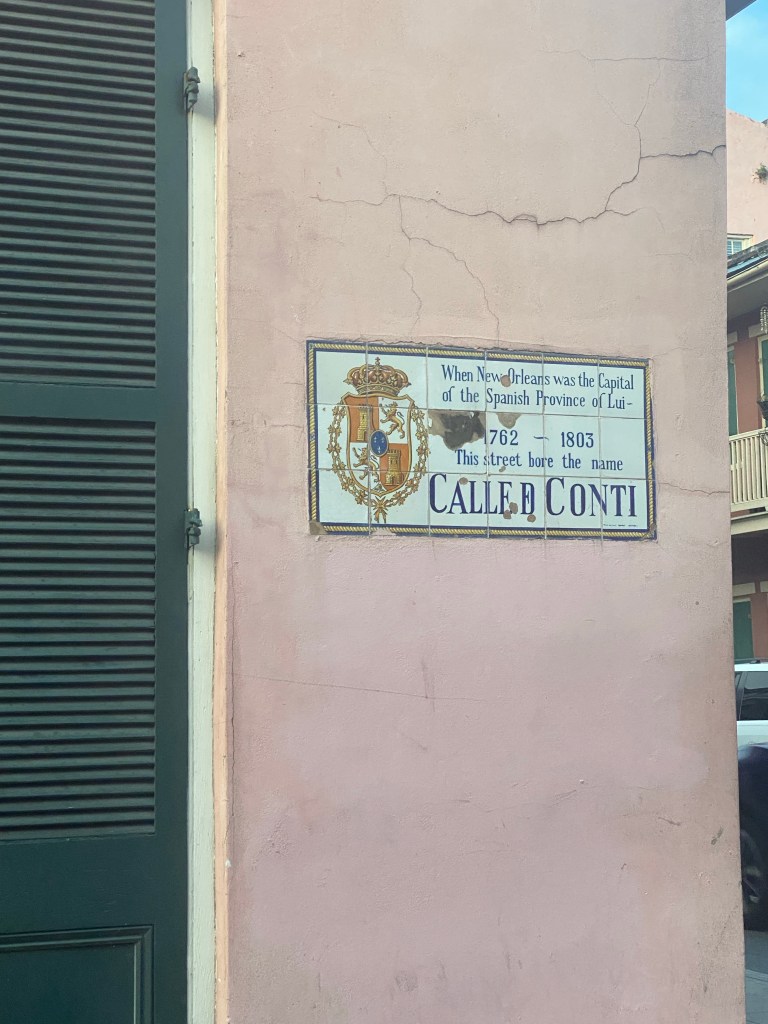 When New Orleans was the Capital
of the Spanish Province of Lui-
762 — 1803
This street bore the name
CALLE D CONTI